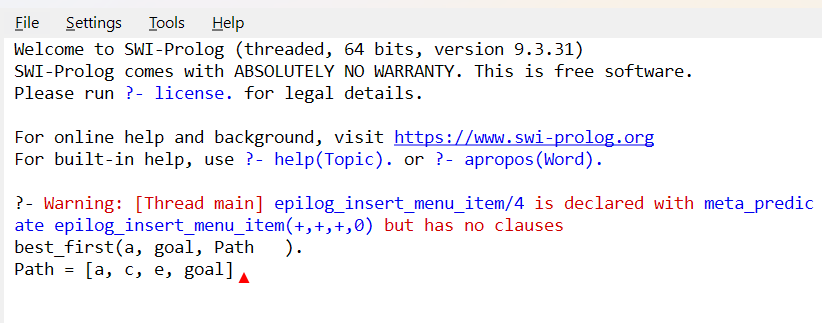 File Settings Tools Help
Welcome to SWI-Prolog (threaded, 64 bits, version 9.3.31)
SWI-Prolog comes with ABSOLUTELY NO WARRANTY. This is free software.
Please run ?- license. for legal details.
For online help and background, visit https://www.swi-prolog.org
For built-in help, use ?- help(Topic). or ?- apropos(Word).
?- Warning: [Thread main] epilog_insert_menu_item/4 is declared with meta_predic
ate epilog_insert_menu_item(+,+,+,0) but has no clauses
best_first(a, goal, Path   ).
Path = [a, c, e, goal]